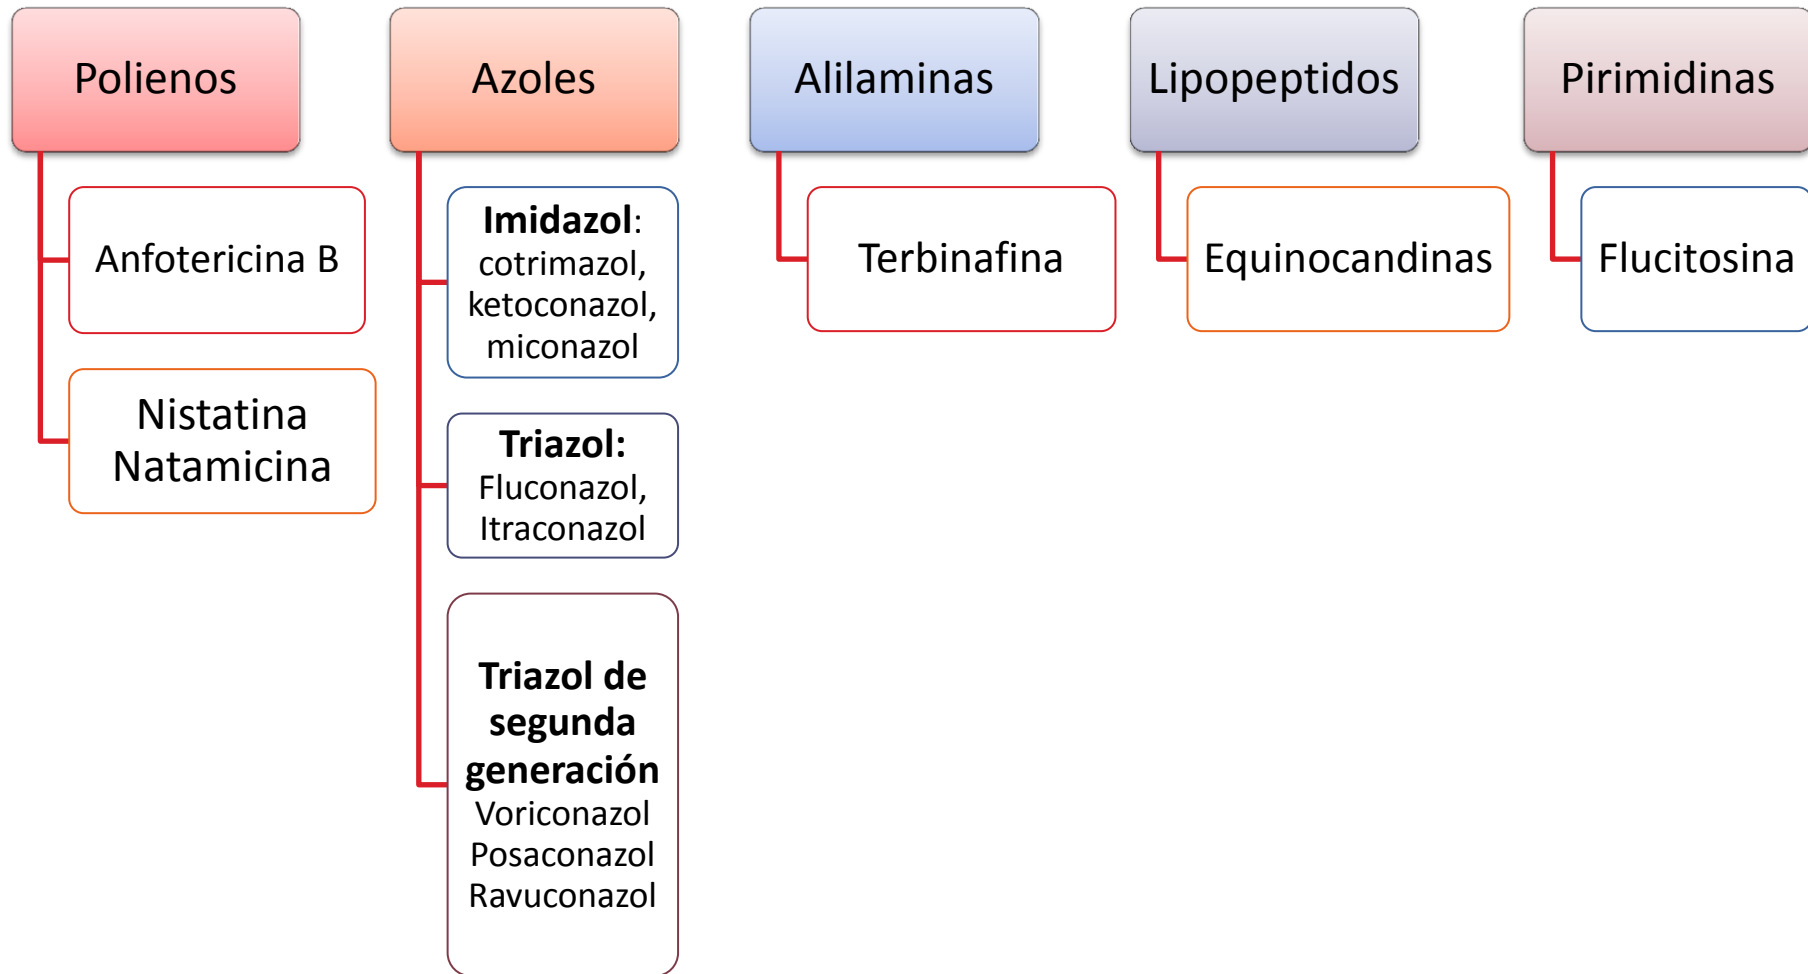 Polienos
Anfotericina B
Nistatina
Natamicina
Azoles
Imidazol:
cotrimazol,
ketoconazol,
miconazol
Triazol:
Fluconazol,
Itraconazol
Triazol de
segunda
generación
Voriconazol
Posaconazol
Ravuconazol
Alilaminas
Terbinafina
Lipopeptidos
Equinocandinas
Pirimidinas
Flucitosina